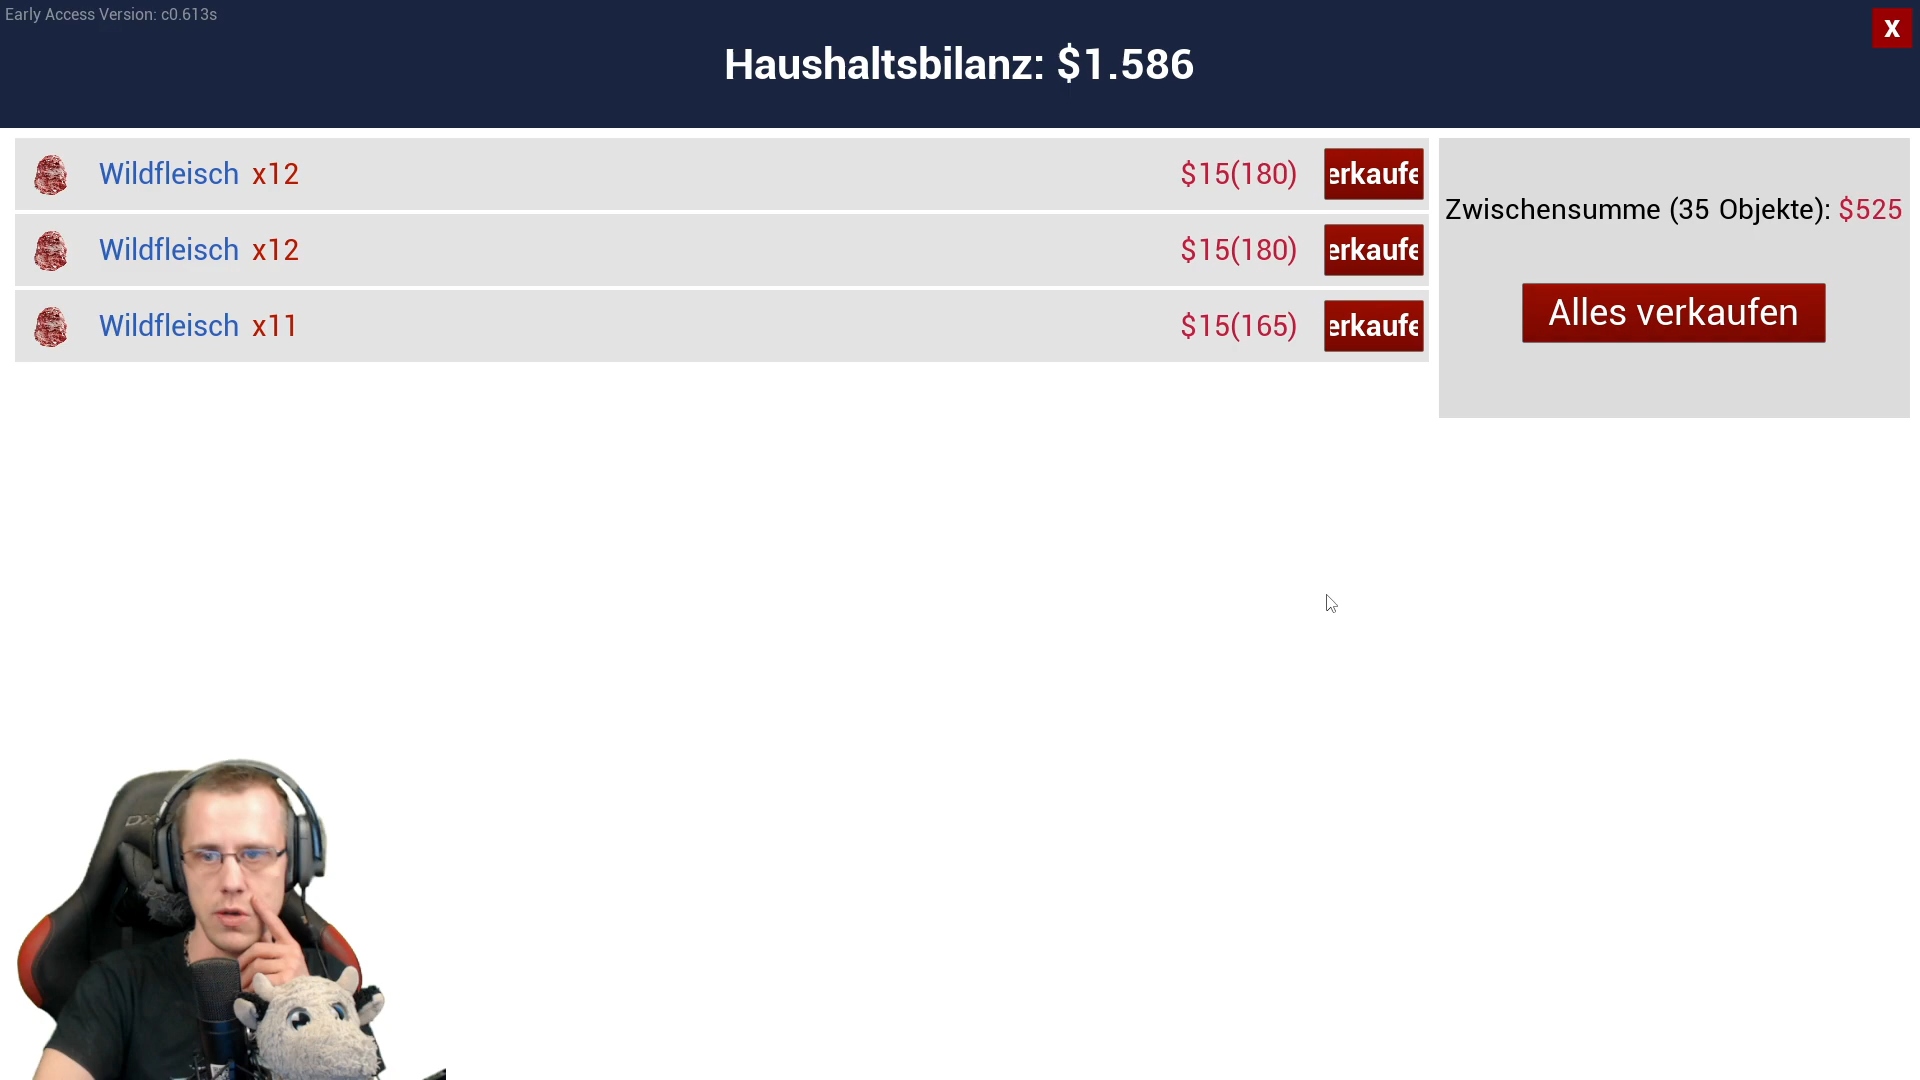 Early Access Version: c0.613s
X
Haushaltsbilanz: $1.586
Wildfleisch x12 $15(180) erkaufe
Wildfleisch x12 $15(180) erkaufe
Wildfleisch x11 $15(165) erkaufe
Zwischensumme (35 Objekte): $525
Alles verkaufen
DX